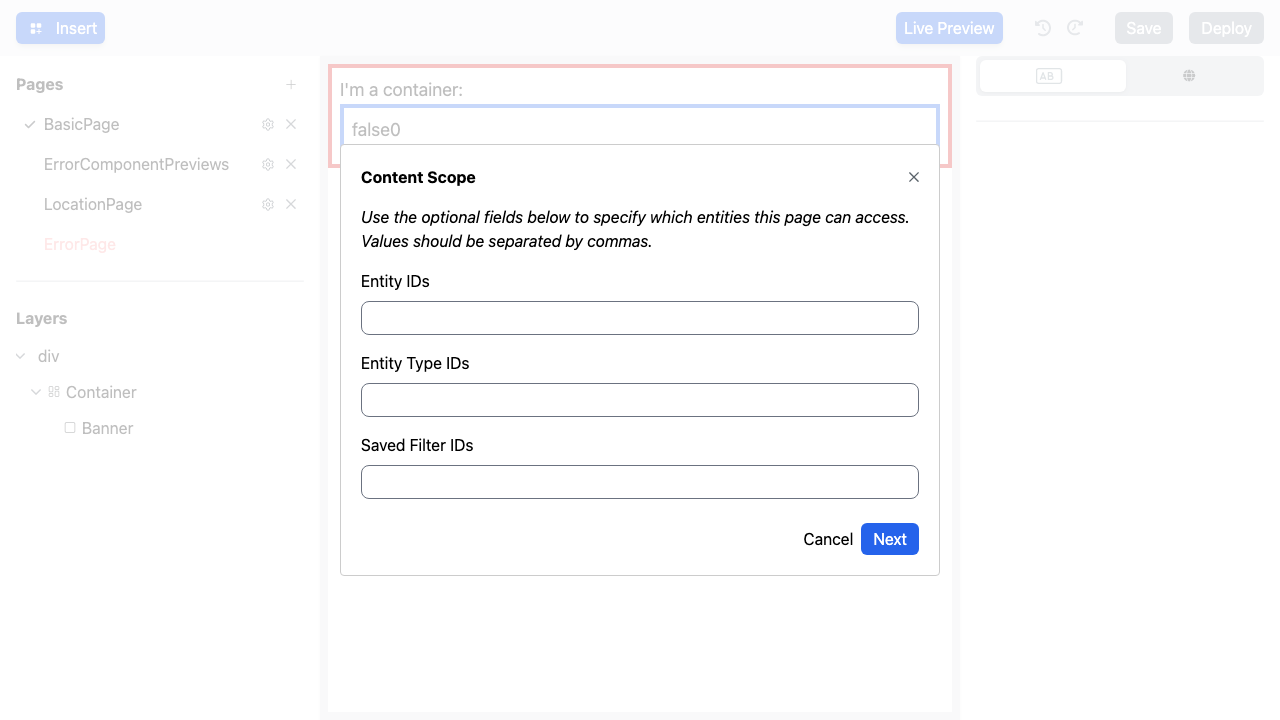 Insert
Live Preview
Save
Deploy
Pages
BasicPage
ErrorComponentPreviews
LocationPage
ErrorPage
Layers
div
Container
Banner
I'm a container:
false0
Content Scope
Use the optional fields below to specify which entities this page can access.
Values should be separated by commas.
Entity IDs
Entity Type IDs
Saved Filter IDs
Cancel
Next
AB